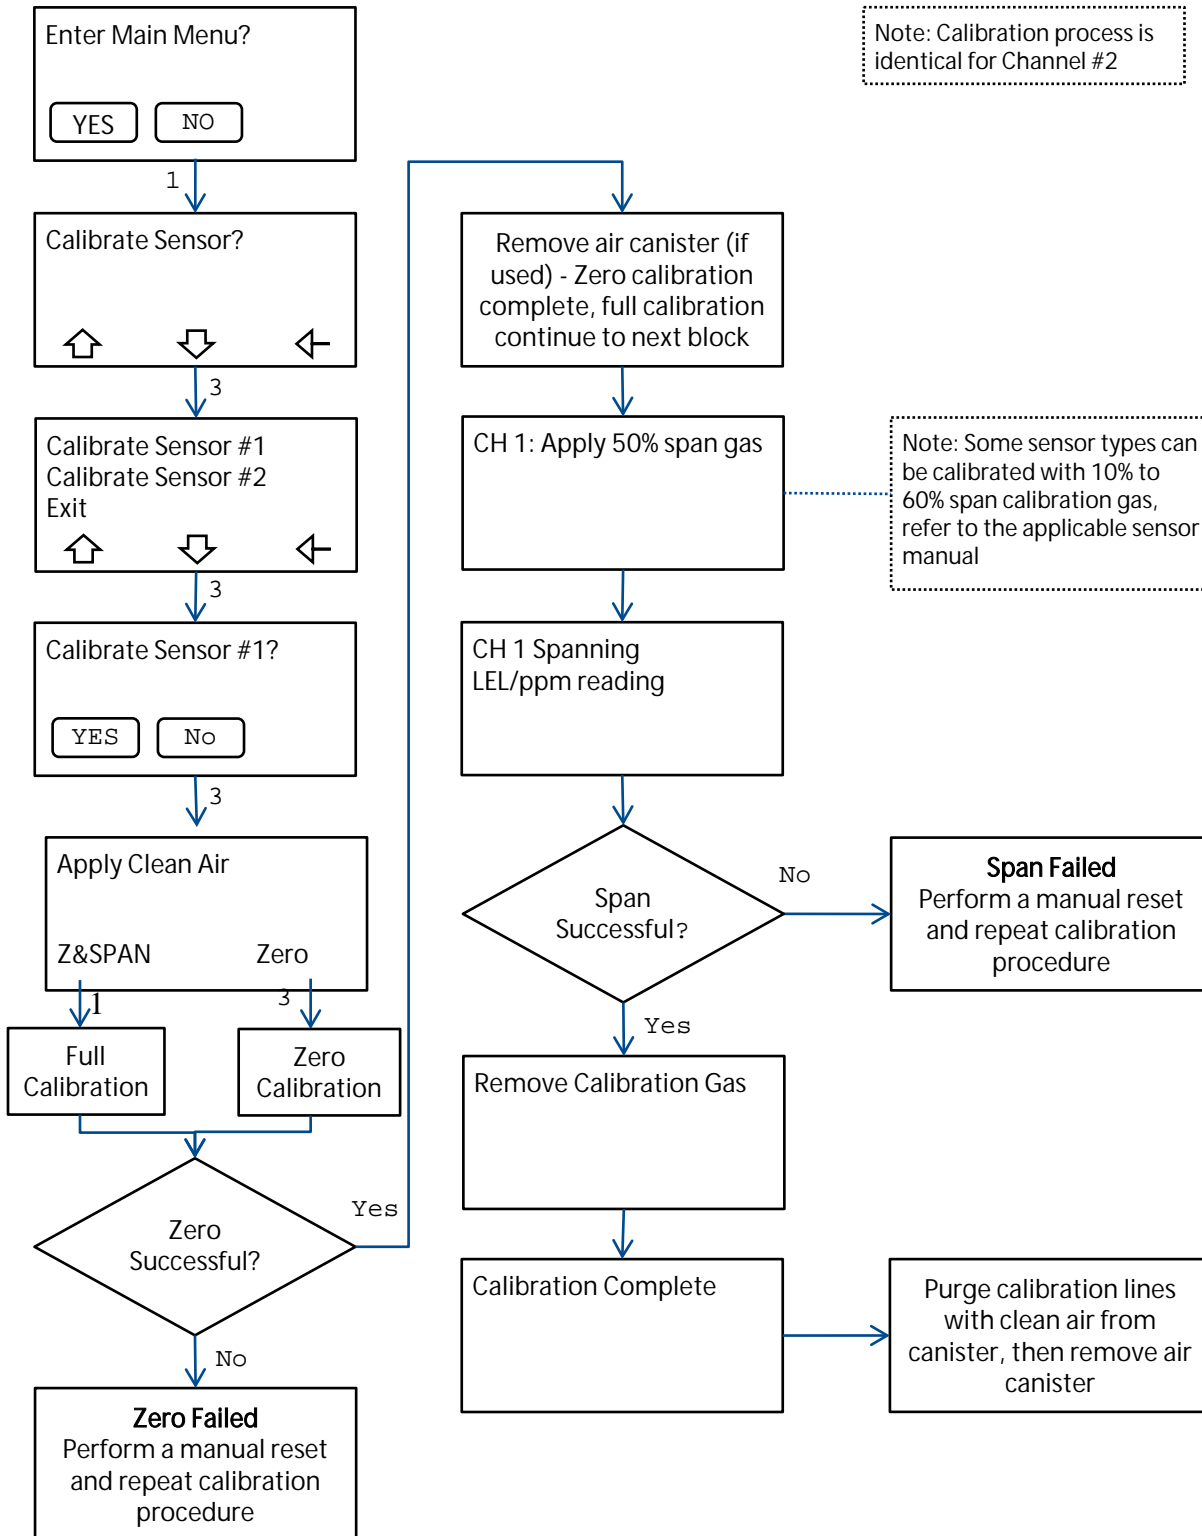 Enter Main Menu?
YES
NO
1
Calibrate Sensor?
3
Calibrate Sensor #1
Calibrate Sensor #2
Exit
3
Calibrate Sensor #1?
YES
No
3
Apply Clean Air
Z&SPAN
Zero
1
3
Full
Calibration
Zero
Calibration
Zero
Successful?
Yes
No
Zero Failed
Perform a manual reset
and repeat calibration
procedure
Remove air canister (if
used) - Zero calibration
complete, full calibration
continue to next block
CH 1: Apply 50% span gas
CH 1 Spanning
LEL/ppm reading
Span
Successful?
No
Yes
Remove Calibration Gas
Calibration Complete
Note: Calibration process is
identical for Channel #2
Note: Some sensor types can
be calibrated with 10% to
60% span calibration gas,
refer to the applicable sensor
manual
Span Failed
Perform a manual reset
and repeat calibration
procedure
Purge calibration lines
with clean air from
canister, then remove air
canister